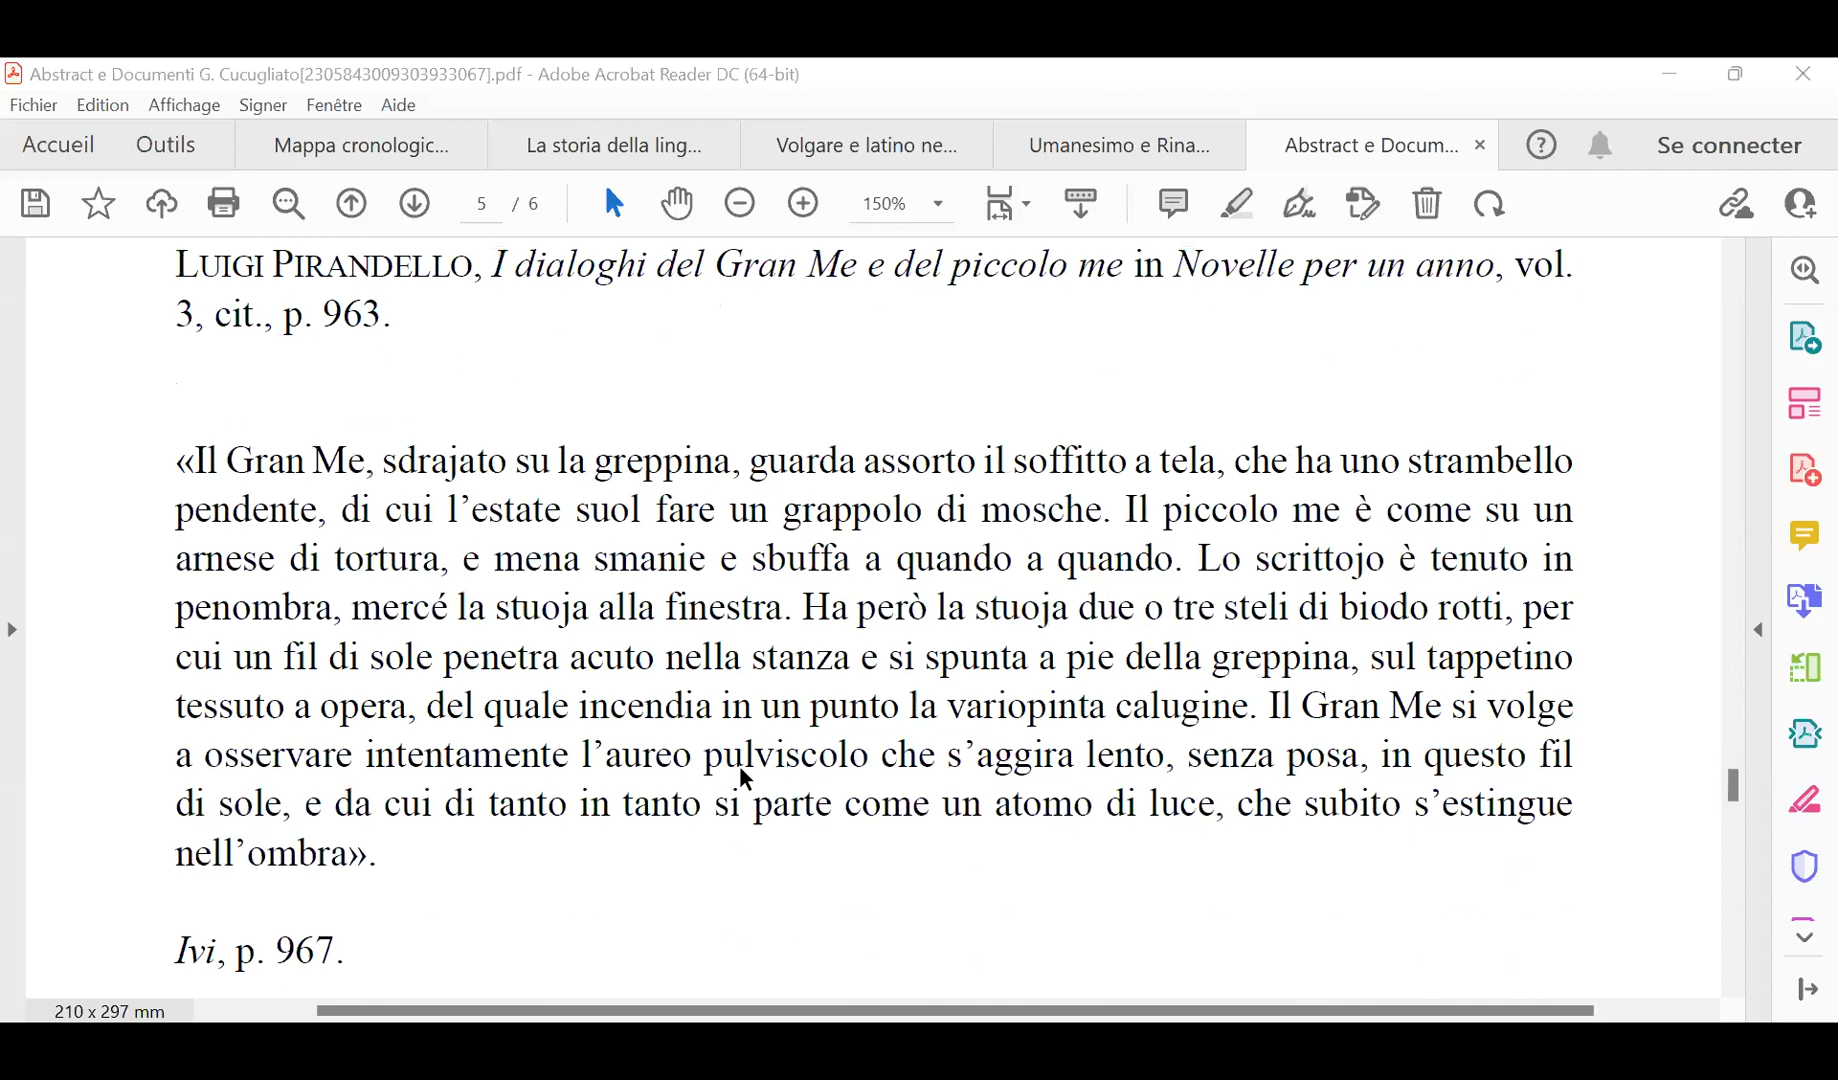 Abstract e Documenti G. Cucugliato[2305843009303933067].pdf - Adobe Acrobat Reader DC (64-bit)
Fichier Edition Affichage Signer Fenêtre Aide
Accueil Outils Mappa cronologic... La storia della ling... Volgare e latino ne... Umanesimo e Rina... Abstract e Docum... × Se connecter
5 / 6 150%
LUIGI PIRANDELLO, I dialoghi del Gran Me e del piccolo me in Novelle per un anno, vol.
3, cit., p. 963.
«Il Gran Me, sdrajato su la greppina, guarda assorto il soffitto a tela, che ha uno strambello
pendente, di cui l’estate suol fare un grappolo di mosche. Il piccolo me è come su un
arnese di tortura, e mena smanie e sbuffa a quando a quando. Lo scrittojo è tenuto in
penombra, mercé la stuoja alla finestra. Ha però la stuoja due o tre steli di biodo rotti, per
cui un fil di sole penetra acuto nella stanza e si spunta a pie della greppina, sul tappetino
tessuto a opera, del quale incendia in un punto la variopinta calugine. Il Gran Me si volge
a osservare intentamente l’aureo pulviscolo che s’aggira lento, senza posa, in questo fil
di sole, e da cui di tanto in tanto si parte come un atomo di luce, che subito s’estingue
nell’ombra».
Ivi, p. 967.
210 x 297 mm